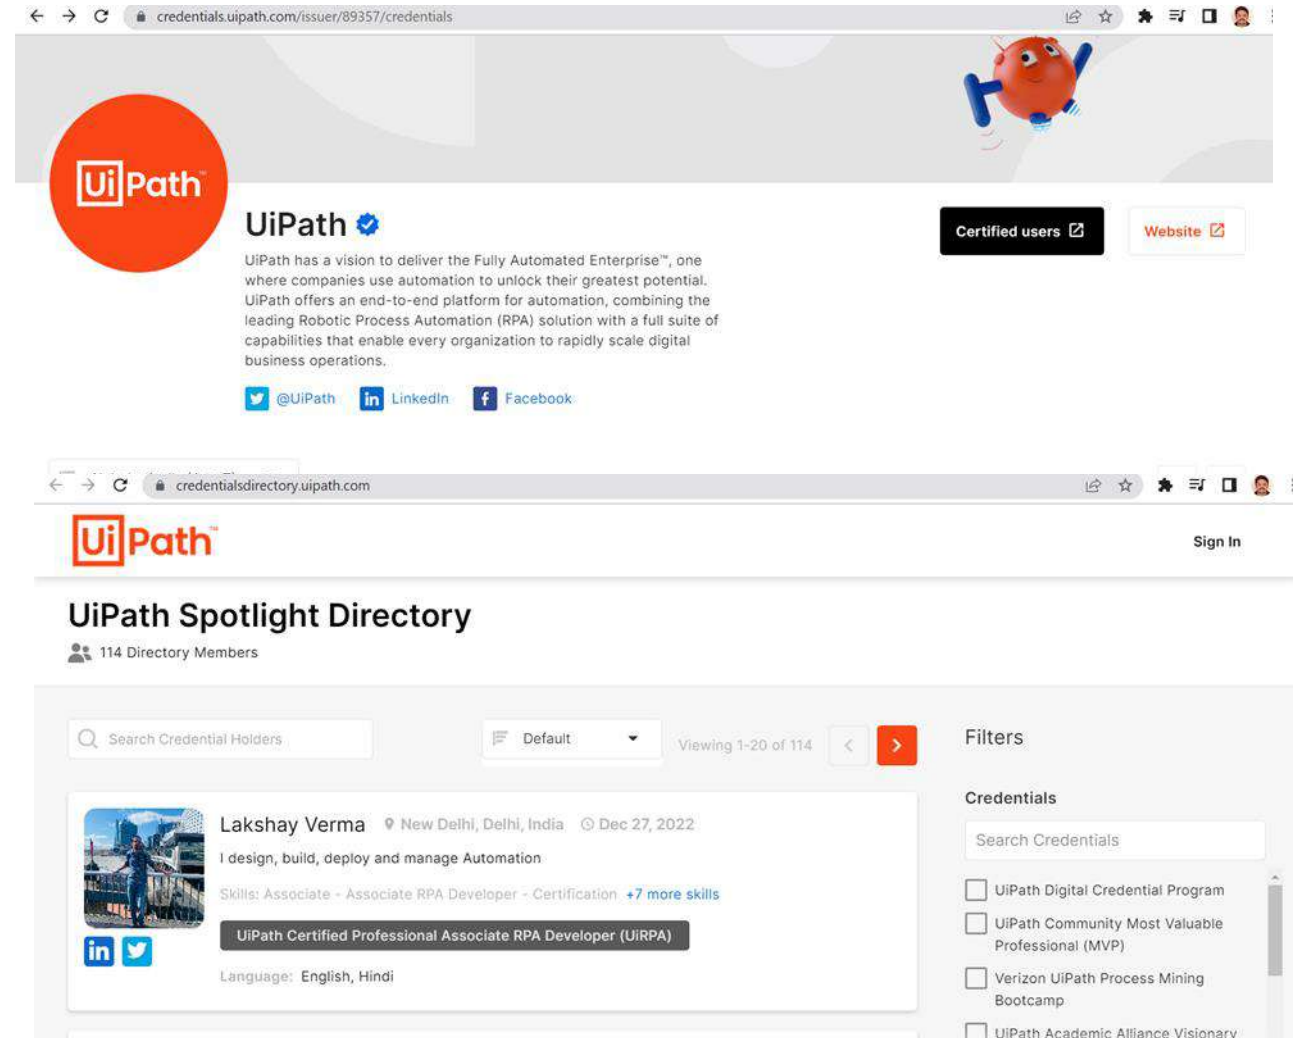 credentials.uipath.com/issuer/89357/credentials
UiPath™
UiPath
Certified users
Website
UiPath has a vision to deliver the Fully Automated Enterprise™, one
where companies use automation to unlock their greatest potential.
UiPath offers an end-to-end platform for automation, combining the
leading Robotic Process Automation (RPA) solution with a full suite of
capabilities that enable every organization to rapidly scale digital
business operations.
@UiPath LinkedIn Facebook
credentialsdirectory.uipath.com
UiPath™
Sign In
UiPath Spotlight Directory
114 Directory Members
Search Credential Holders
Default
Viewing 1-20 of 114
Lakshay Verma New Delhi, Delhi, India Dec 27, 2022
I design, build, deploy and manage Automation
Skills: Associate - Associate RPA Developer - Certification +7 more skills
UiPath Certified Professional Associate RPA Developer (UiRPA)
Language: English, Hindi
Filters
Credentials
Search Credentials
UiPath Digital Credential Program
UiPath Community Most Valuable
Professional (MVP)
Verizon UiPath Process Mining
Bootcamp
UiPath Academic Alliance Visionary